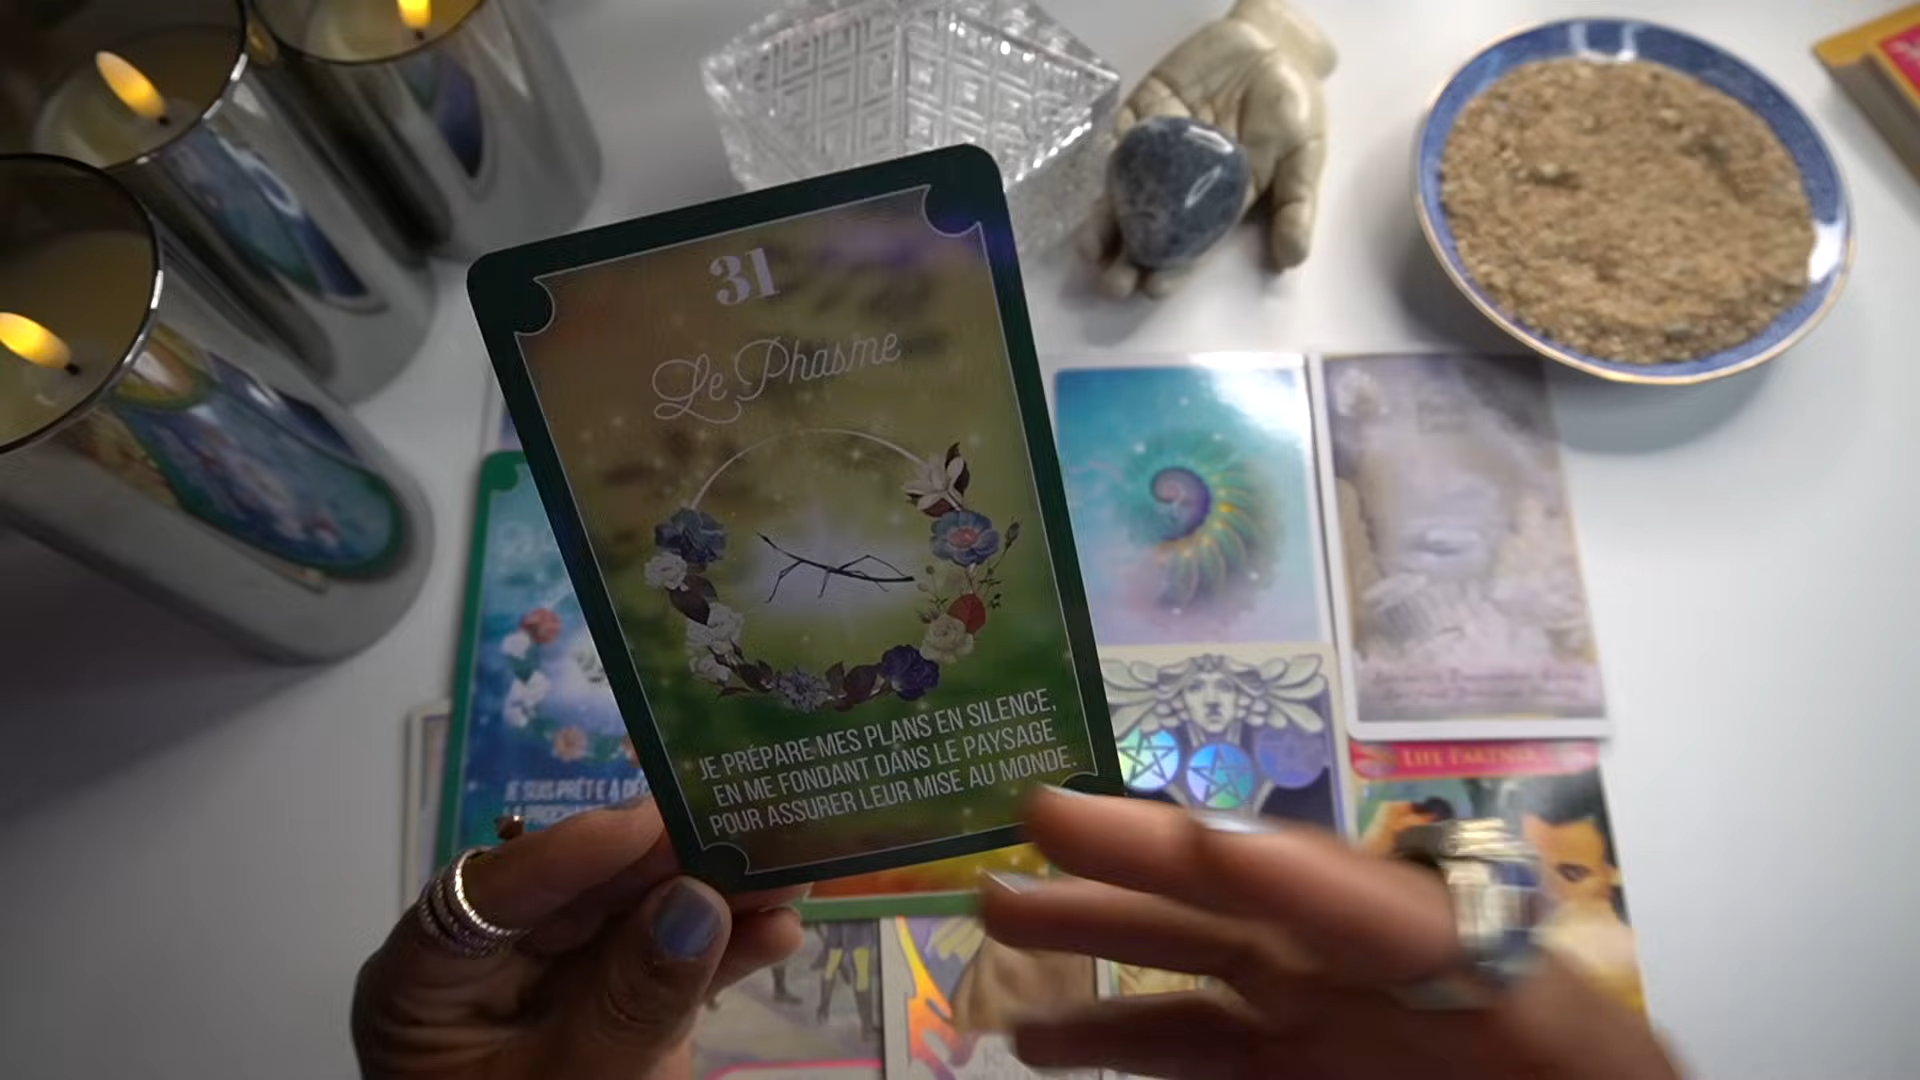 31
Le Phasme
JE PRÉPARE MES PLANS EN SILENCE,
EN ME FONDANT DANS LE PAYSAGE
POUR ASSURER LEUR MISE AU MONDE.
JE SUIS PRÊT·E À
LIFE PARTNER